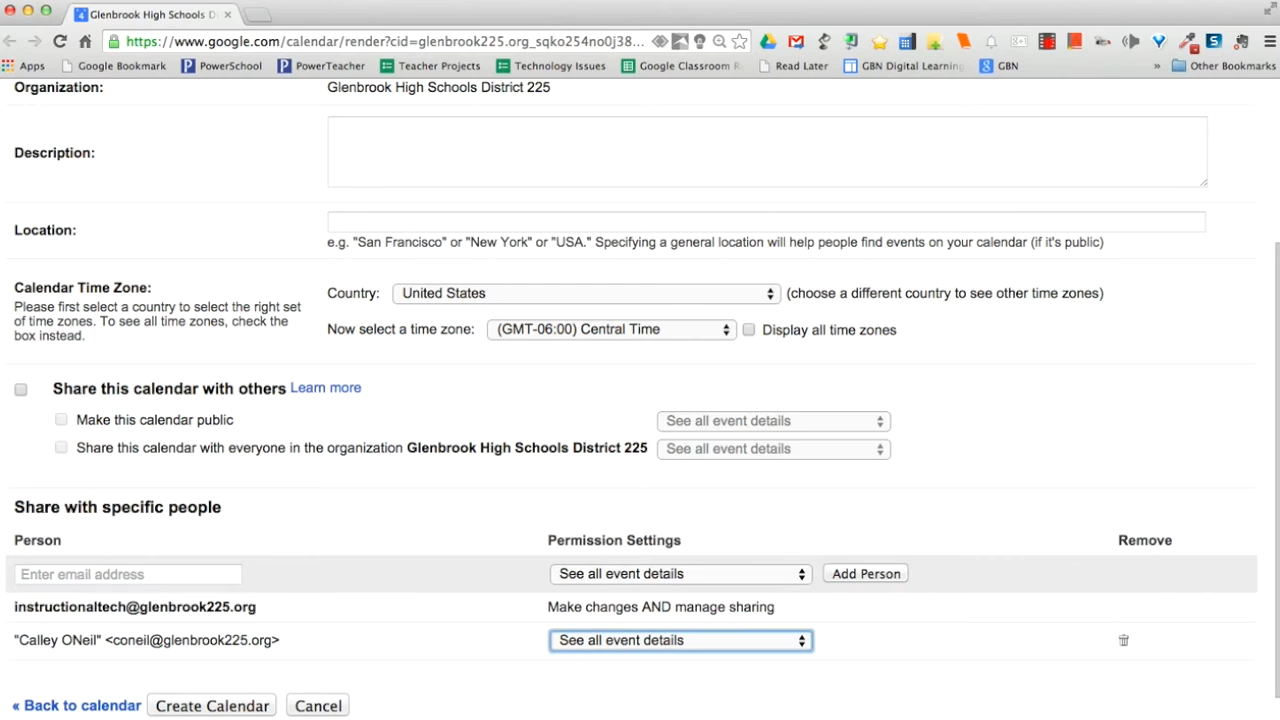 Glenbrook High Schools D
https://www.google.com/calendar/render?cid=glenbrook225.org_sqko254no0j38...
Apps Google Bookmark PowerSchool PowerTeacher Teacher Projects Technology Issues Google Classroom R Read Later GBN Digital Learning GBN » Other Bookmarks
Organization: Glenbrook High Schools District 225
Description:
Location:
e.g. "San Francisco" or "New York" or "USA." Specifying a general location will help people find events on your calendar (if it's public)
Calendar Time Zone:
Please first select a country to select the right set
of time zones. To see all time zones, check the
box instead.
Country: United States (choose a different country to see other time zones)
Now select a time zone: (GMT-06:00) Central Time Display all time zones
Share this calendar with others Learn more
Make this calendar public See all event details
Share this calendar with everyone in the organization Glenbrook High Schools District 225 See all event details
Share with specific people
Person Permission Settings Remove
Enter email address See all event details Add Person
instructionaltech@glenbrook225.org Make changes AND manage sharing
"Calley ONeil" <coneil@glenbrook225.org> See all event details
« Back to calendar Create Calendar Cancel